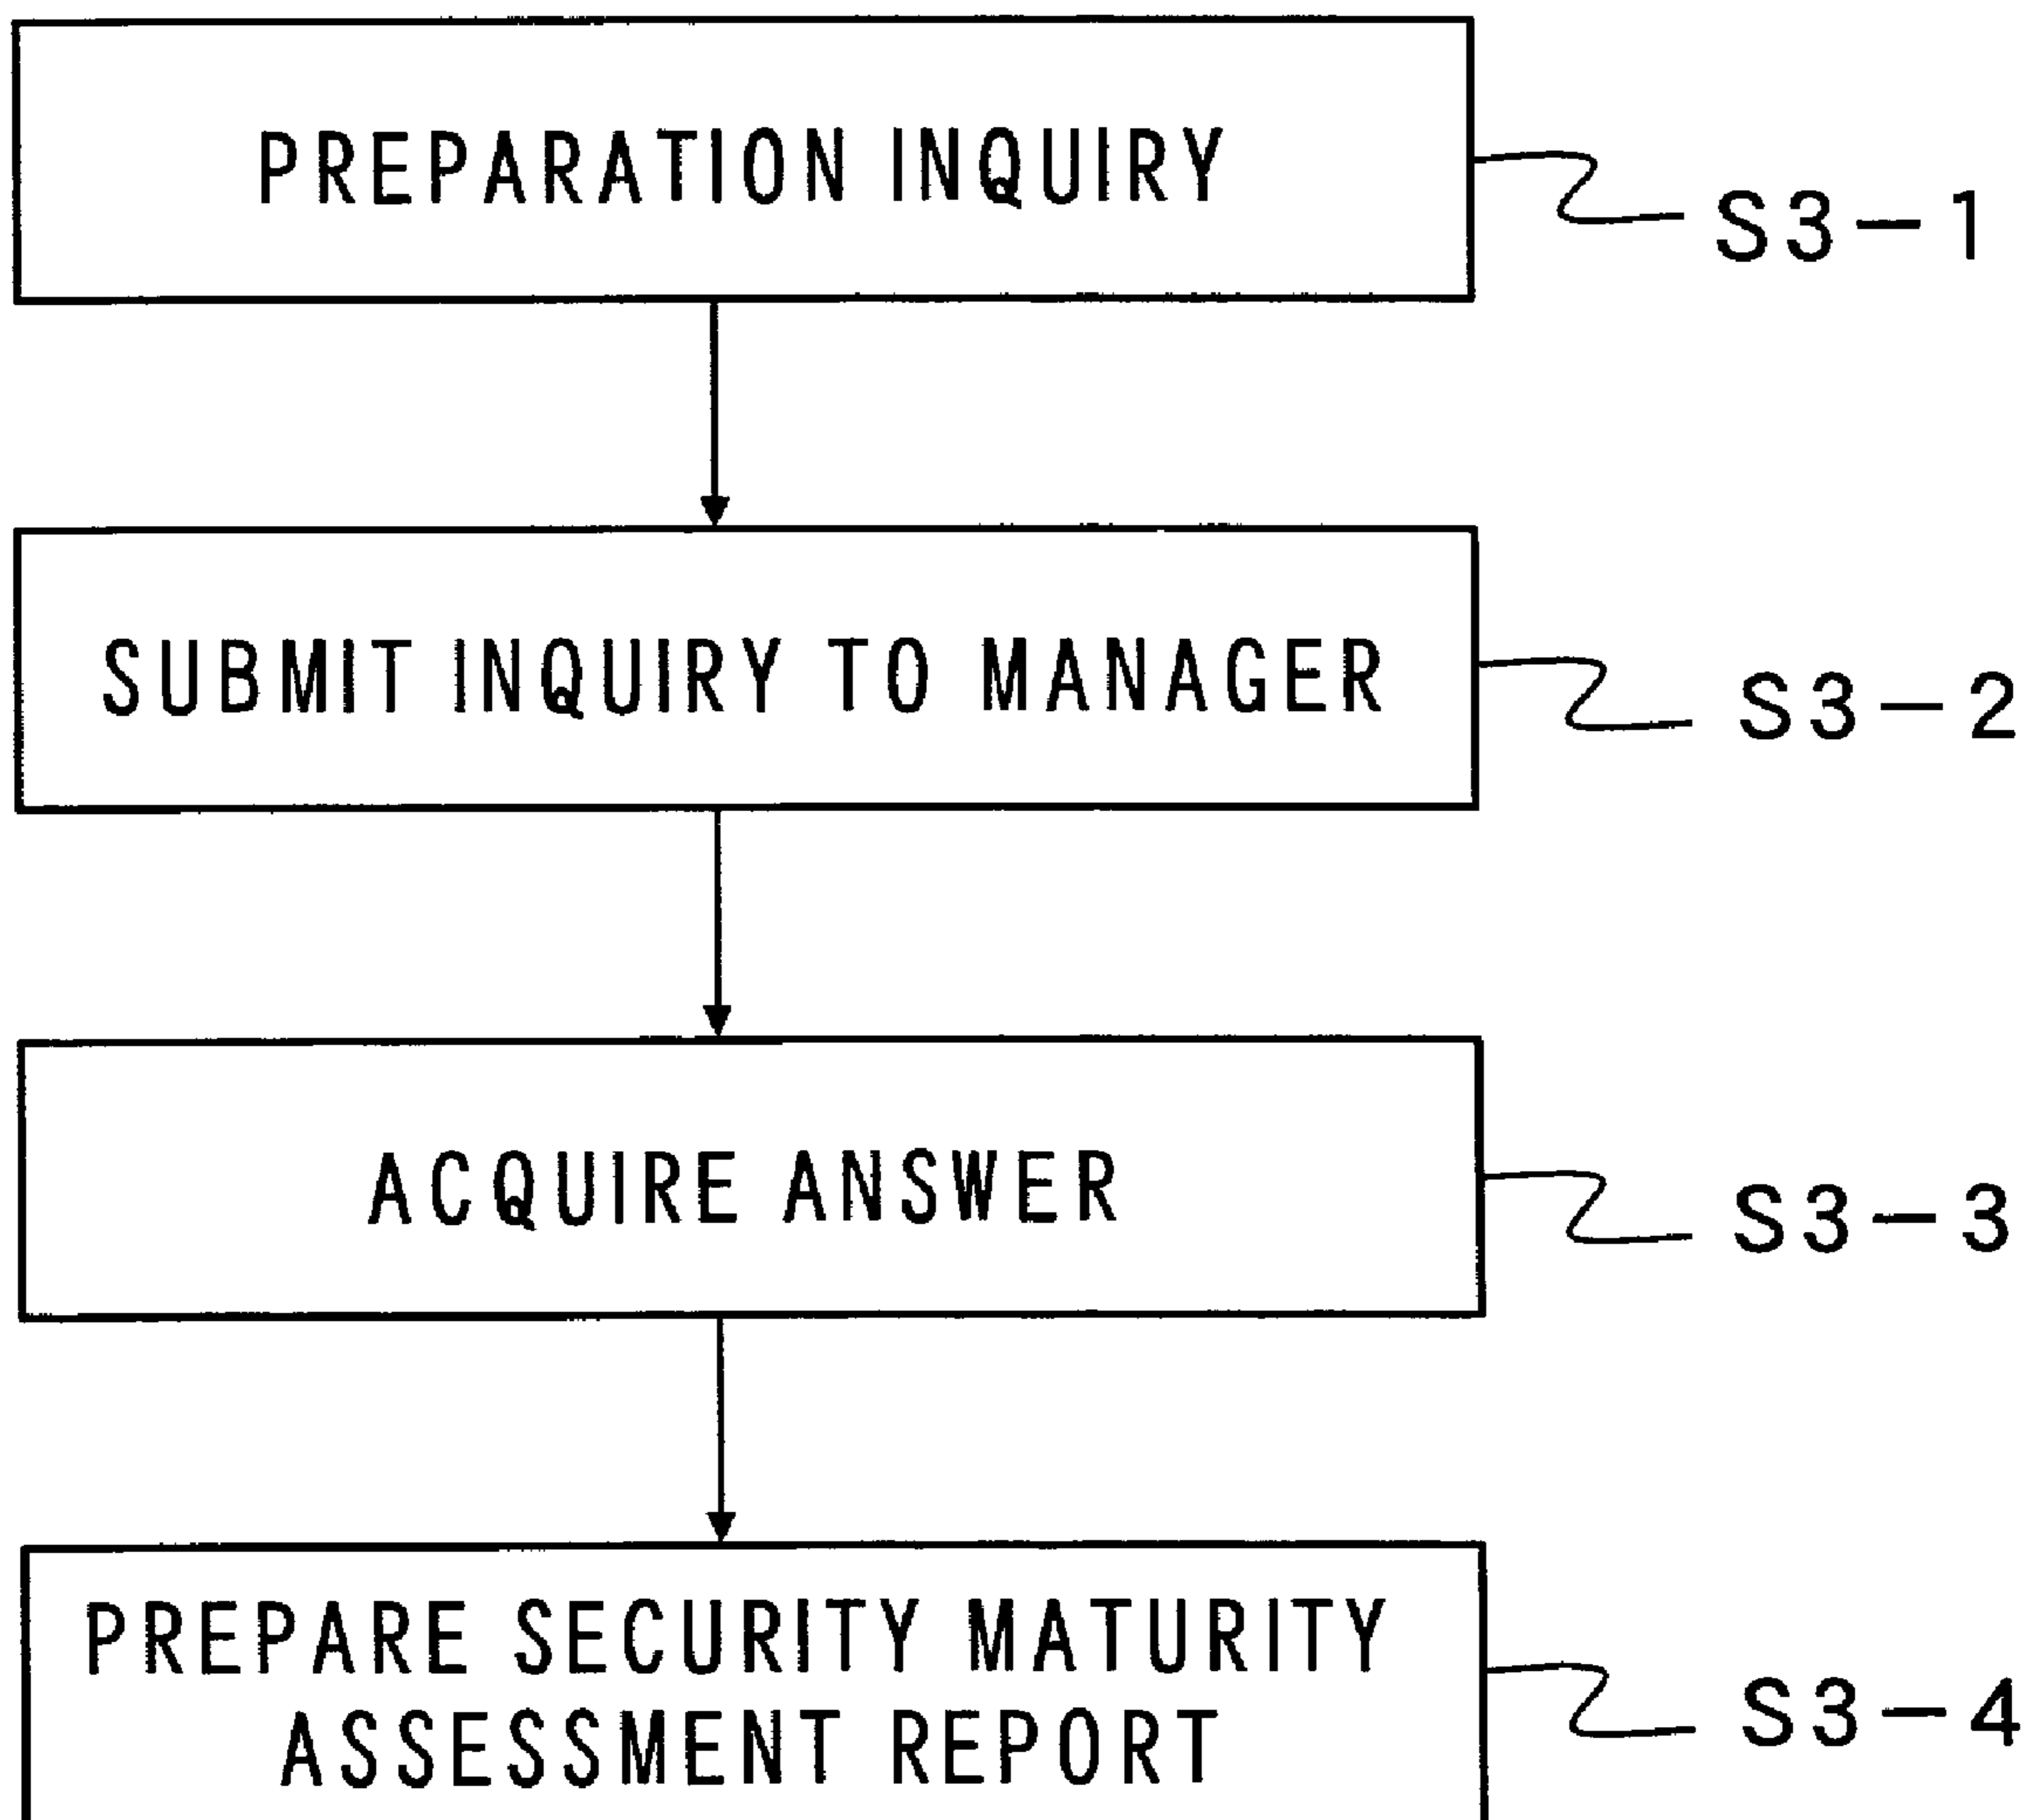 PREPARATION INQUIRY
S3-1
SUBMIT INQUIRY TO MANAGER
S3-2
ACQUIRE ANSWER
S3-3
PREPARE SECURITY MATURITY
ASSESSMENT REPORT
S3-4